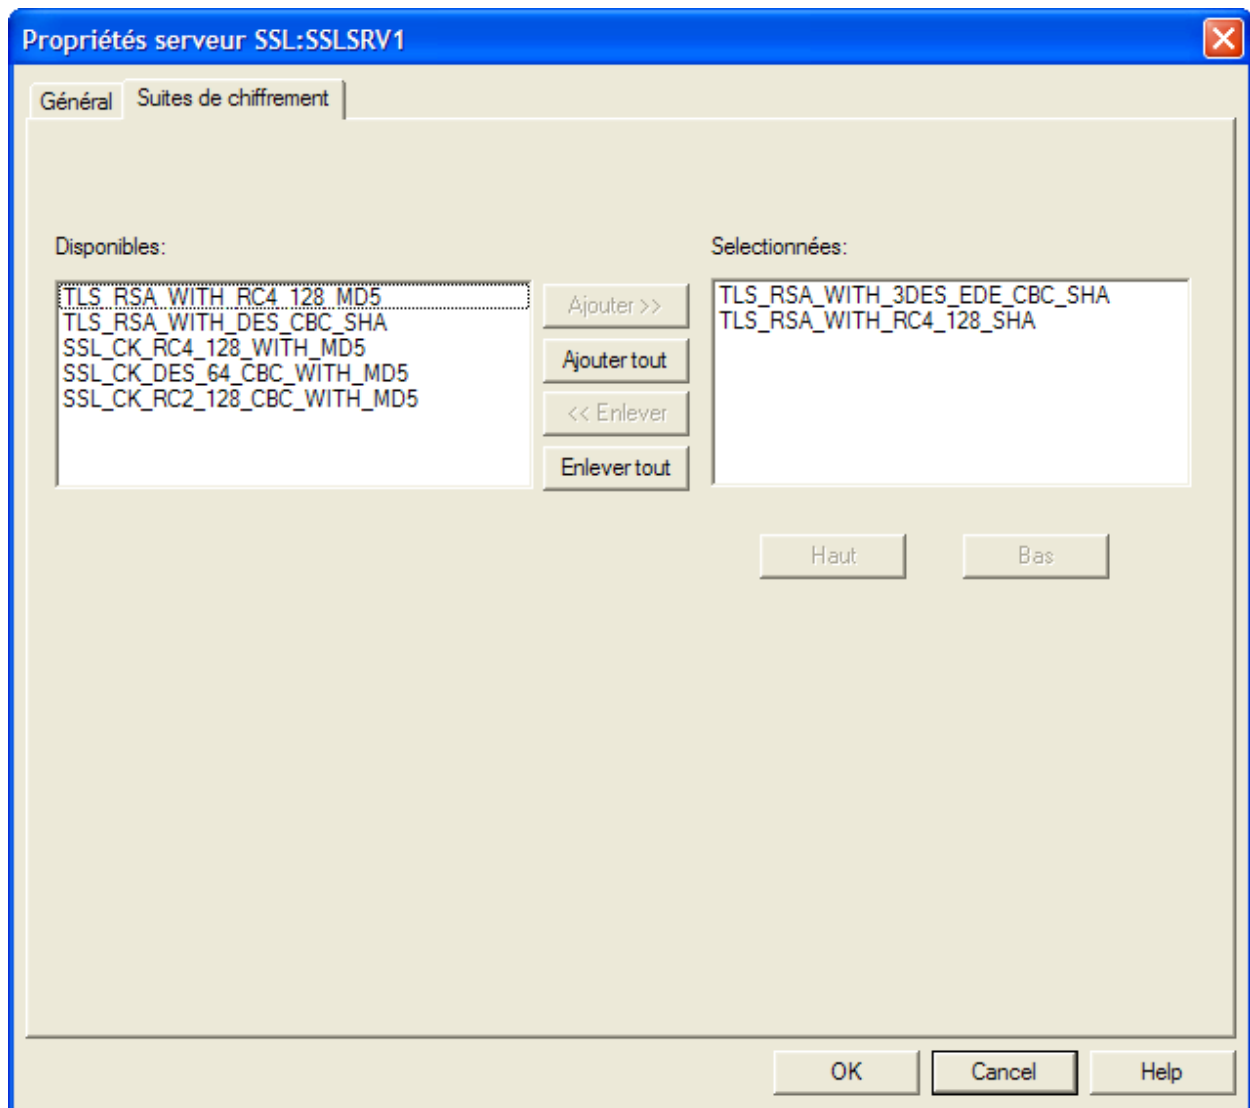 Propriétés serveur SSL:SSLSRV1
Général
Suites de chiffrement
Disponibles:
TLS_RSA_WITH_RC4_128_MD5
TLS_RSA_WITH_DES_CBC_SHA
SSL_CK_RC4_128_WITH_MD5
SSL_CK_DES_64_CBC_WITH_MD5
SSL_CK_RC2_128_CBC_WITH_MD5
Ajouter >>
Ajouter tout
<< Enlever
Enlever tout
Selectionnées:
TLS_RSA_WITH_3DES_EDE_CBC_SHA
TLS_RSA_WITH_RC4_128_SHA
Haut
Bas
OK
Cancel
Help